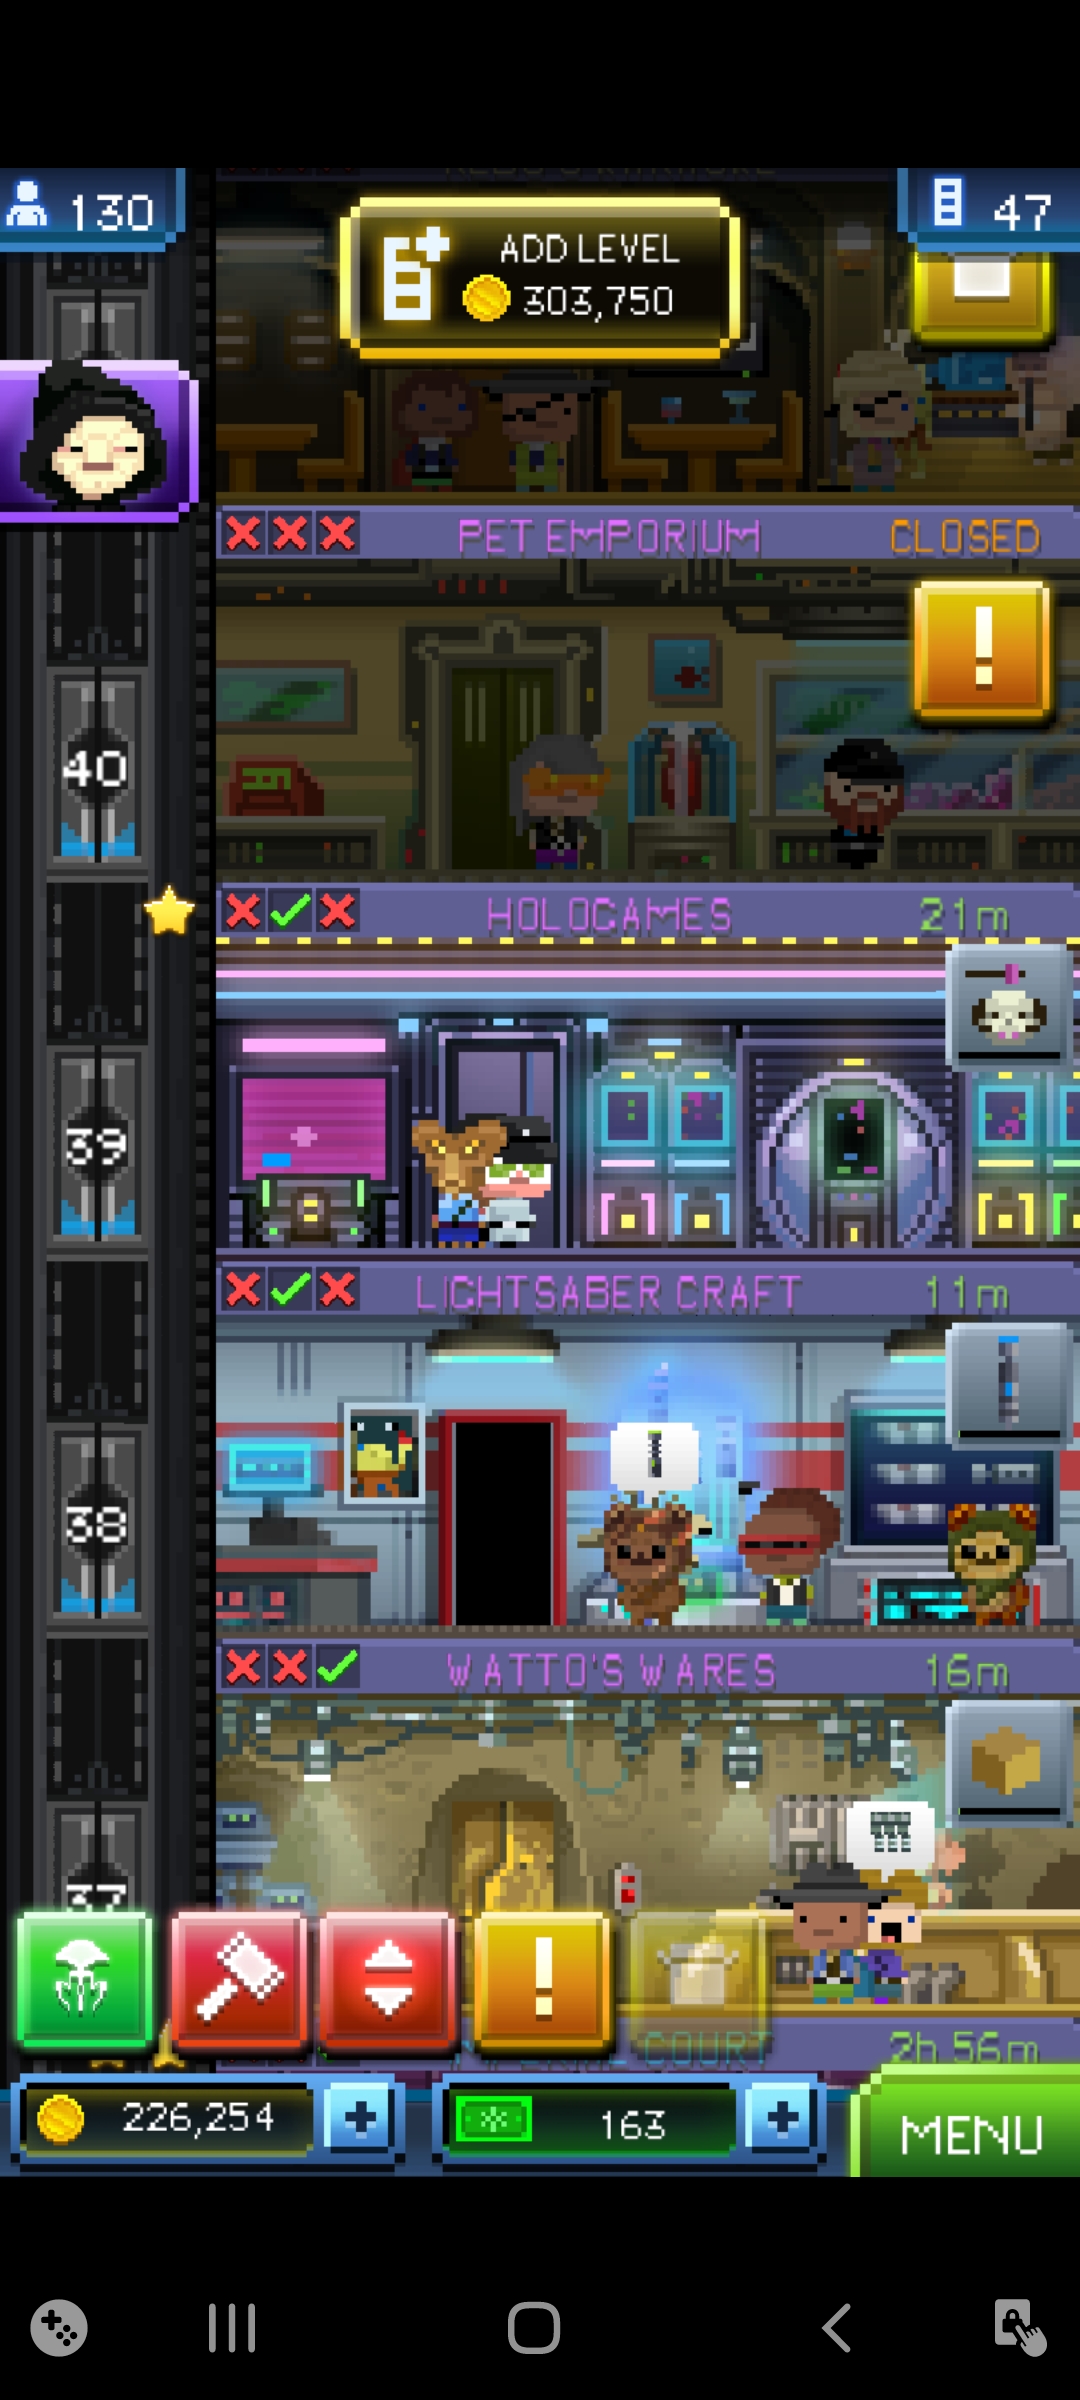 130
ADD LEVEL
303,750
47
PET EMPORIUM
CLOSED
!
40
HOLOGAMES
21m
39
LIGHTSABER CRAFT
11m
38
WATTO'S WARES
16m
37
!
COURT
2h 56m
226,254
+
163
+
MENU